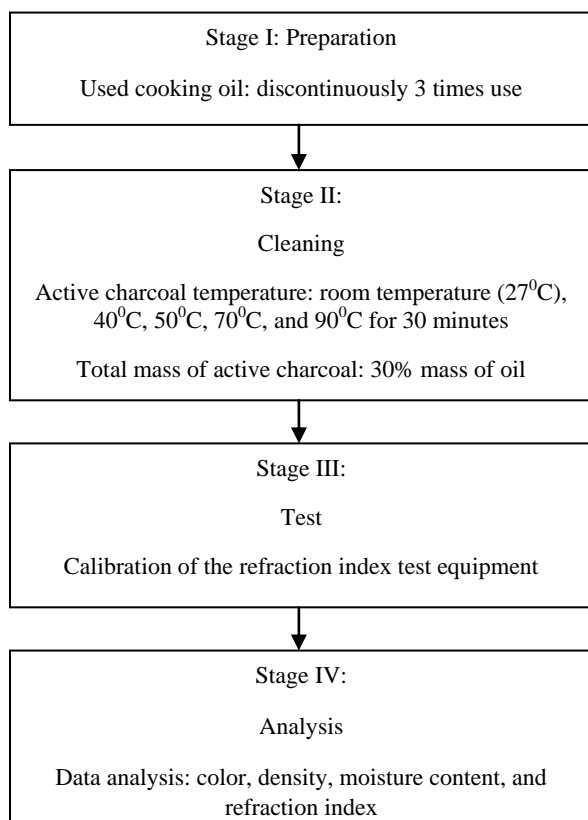 Stage I: Preparation
Used cooking oil: discontinuously 3 times use
Stage II:
Cleaning
Active charcoal temperature: room temperature (27⁰C),
40⁰C, 50⁰C, 70⁰C, and 90⁰C for 30 minutes
Total mass of active charcoal: 30% mass of oil
Stage III:
Test
Calibration of the refraction index test equipment
Stage IV:
Analysis
Data analysis: color, density, moisture content, and
refraction index